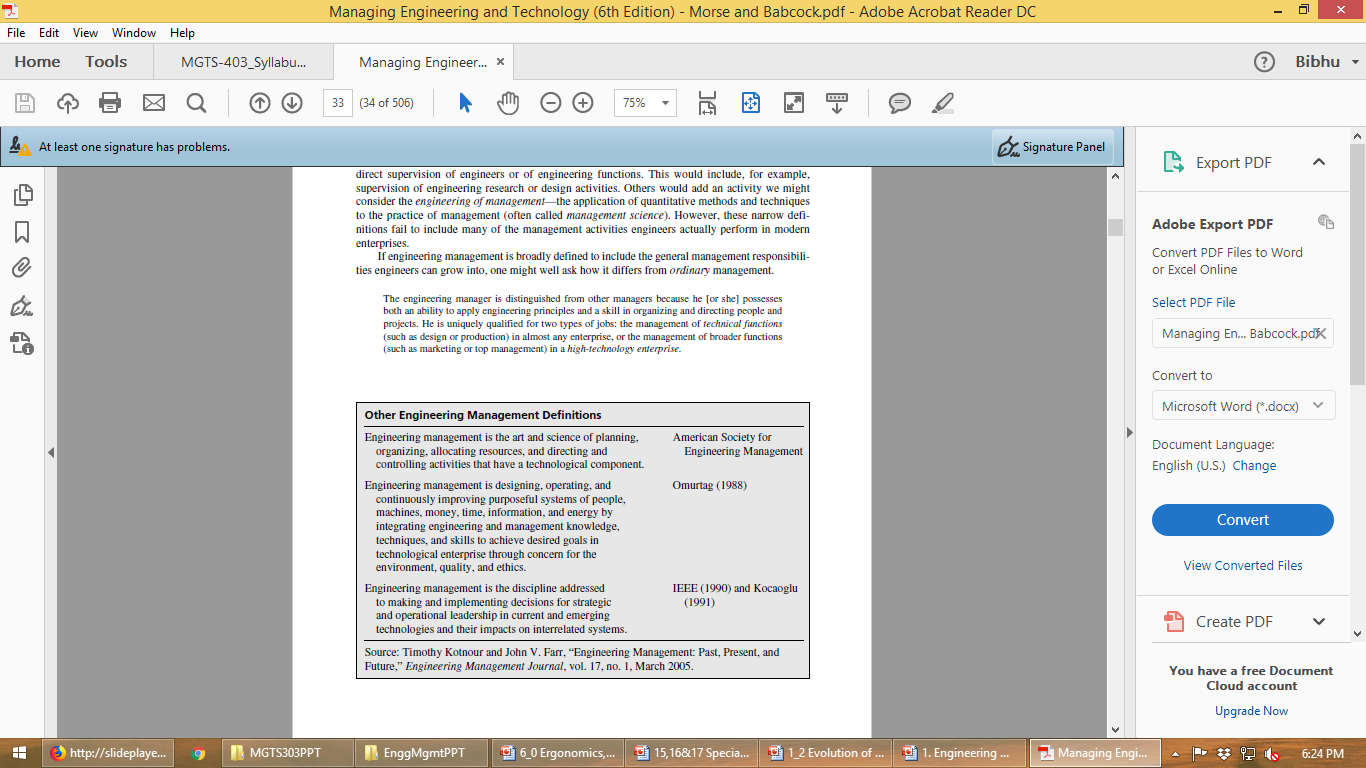 Managing Engineering and Technology (6th Edition) - Morse and Babcock.pdf - Adobe Acrobat Reader DC
File Edit View Window Help
Home Tools MGTS-403_Syllabu... Managing Engineer... × Bibhu
33 (34 of 506) 75%
At least one signature has problems. Signature Panel
direct supervision of engineers or of engineering functions. This would include, for example,
supervision of engineering research or design activities. Others would add an activity we might
consider the engineering of management—the application of quantitative methods and techniques
to the practice of management (often called management science). However, these narrow defi-
nitions fail to include many of the management activities engineers actually perform in modern
enterprises.
If engineering management is broadly defined to include the general management responsibili-
ties engineers can grow into, one might well ask how it differs from ordinary management.
The engineering manager is distinguished from other managers because he [or she] possesses
both an ability to apply engineering principles and a skill in organizing and directing people and
projects. He is uniquely qualified for two types of jobs: the management of technical functions
(such as design or production) in almost any enterprise, or the management of broader functions
(such as marketing or top management) in a high-technology enterprise.
Other Engineering Management Definitions
Engineering management is the art and science of planning,
organizing, allocating resources, and directing and
controlling activities that have a technological component.
American Society for
Engineering Management
Engineering management is designing, operating, and
continuously improving purposeful systems of people,
machines, money, time, information, and energy by
integrating engineering and management knowledge,
techniques, and skills to achieve desired goals in
technological enterprise through concern for the
environment, quality, and ethics.
Omurtag (1988)
Engineering management is the discipline addressed
to making and implementing decisions for strategic
and operational leadership in current and emerging
technologies and their impacts on interrelated systems.
IEEE (1990) and Kocaoglu
(1991)
Source: Timothy Kotnour and John V. Farr, “Engineering Management: Past, Present, and
Future,” Engineering Management Journal, vol. 17, no. 1, March 2005.
Export PDF
Adobe Export PDF
Convert PDF Files to Word
or Excel Online
Select PDF File
Managing En... Babcock.pdf
Convert to
Microsoft Word (*.docx)
Document Language:
English (U.S.) Change
Convert
View Converted Files
Create PDF
You have a free Document
Cloud account
Upgrade Now
http://slideplaye... MGTS303PPT EnggMgmtPPT 6_0 Ergonomics,... 15,16&17 Specia... 1_2 Evolution of ... 1. Engineering ... Managing Engi... 6:24 PM